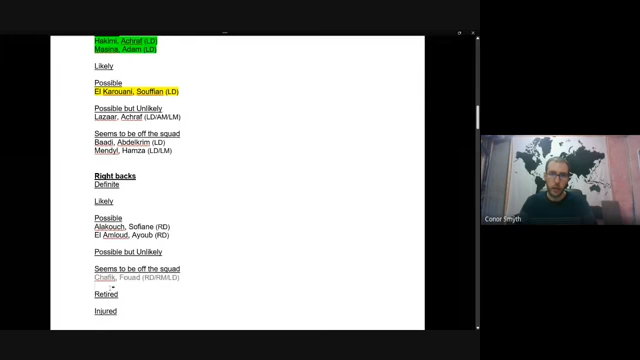 Hakimi, Achraf (LD)
Masina, Adam (LD)
Likely
Possible
El Karouani, Souffian (LD)
Possible but Unlikely
Lazaar, Achraf (LD/AM/LM)
Seems to be off the squad
Baadi, Abdelkrim (LD)
Mendyl, Hamza (LD/LM)
Right backs
Definite
Likely
Possible
Alakouch, Sofiane (RD)
El Amloud, Ayoub (RD)
Possible but Unlikely
Seems to be off the squad
Chafik, Fouad (RD/RM/LD)
Retired
Injured
Conor Smyth